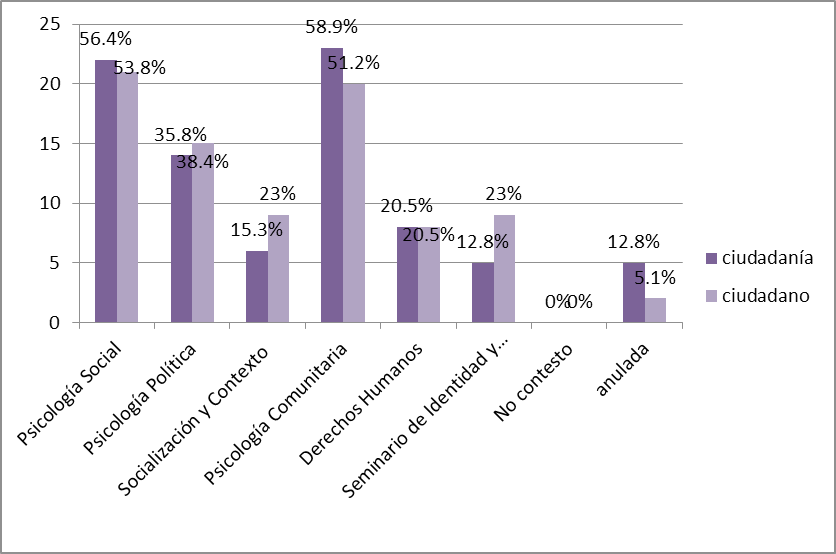 25
20
15
10
5
0
56.4%
53.8%
35.8%
38.4%
15.3%
23%
58.9%
51.2%
20.5%
20.5%
12.8%
23%
0%
0%
12.8%
5.1%
Psicología Social
Psicología Política
Socialización y Contexto
Psicología Comunitaria
Derechos Humanos
Seminario de Identidad y...
No contesto
anulada
ciudadanía
ciudadano